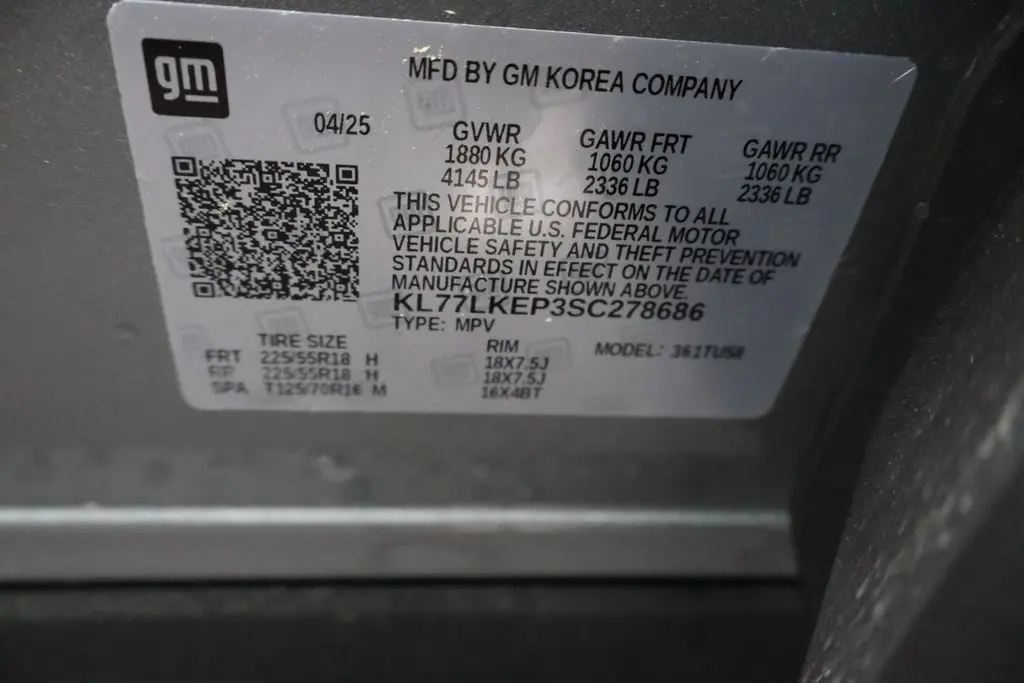 gm
MFD BY GM KOREA COMPANY
04/25
GVWR GAWR FRT GAWR RR
1880 KG 1060 KG 1060 KG
4145 LB 2336 LB 2336 LB
THIS VEHICLE CONFORMS TO ALL
APPLICABLE U.S. FEDERAL MOTOR
VEHICLE SAFETY AND THEFT PREVENTION
STANDARDS IN EFFECT ON THE DATE OF
MANUFACTURE SHOWN ABOVE.
KL77LKEP3SC278686
TYPE: MPV
TIRE SIZE RIM MODEL: 361TU58
FRT 225/55R18 H 18X7.5J
RR 225/55R18 H 18X7.5J
SPA T125/70R16 M 16X4BT